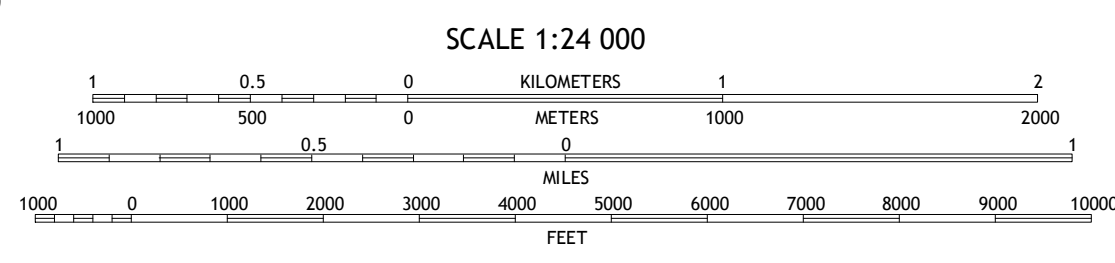 SCALE 1:24 000
1 0.5 0 KILOMETERS 1 2
1000 500 0 METERS 1000 2000
1 0.5 0 1
MILES
1000 0 1000 2000 3000 4000 5000 6000 7000 8000 9000 10000
FEET